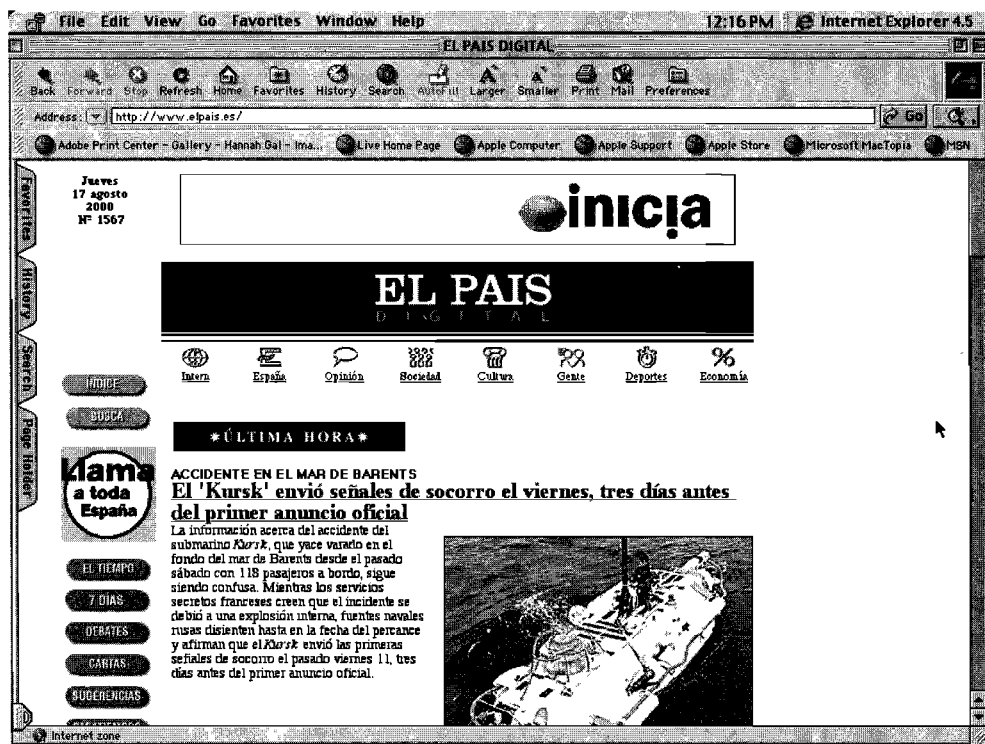 File Edit View Go Favorites Window Help 12:16 PM Internet Explorer 4.5
EL PAIS DIGITAL
Back Forward Stop Refresh Home Favorites History Search AutoFill Larger Smaller Print Mail Preferences
Address: http://www.elpais.es/ Go
Adobe Print Center - Gallery - Hannah Gal - Ima... Live Home Page Apple Computer Apple Support Apple Store Microsoft MacTopia MSN
Favorites
History
Search
Page Holder
Jueves
17 agosto
2000
Nº 1567
inicia
EL PAIS
DIGITAL
Intern España Opinión Sociedad Cultura Gente Deportes Economía
INDICE
BUSCA
*ÚLTIMA HORA*
Llama
a toda
España
EL TIEMPO
7 DIAS
DEBATES
CARTAS
SUGERENCIAS
ACCIDENTE EN EL MAR DE BARENTS
El 'Kursk' envió señales de socorro el viernes, tres días antes
del primer anuncio oficial
La información acerca del accidente del
submarino Kursk, que yace varado en el
fondo del mar de Barents desde el pasado
sábado con 118 pasajeros a bordo, sigue
siendo confusa. Mientras los servicios
secretos franceses creen que el incidente se
debió a una explosión interna, fuentes navales
rusas disienten hasta en la fecha del percance
y afirman que el Kursk envió las primeras
señales de socorro el pasado viernes 11, tres
días antes del primer anuncio oficial.
Internet zone